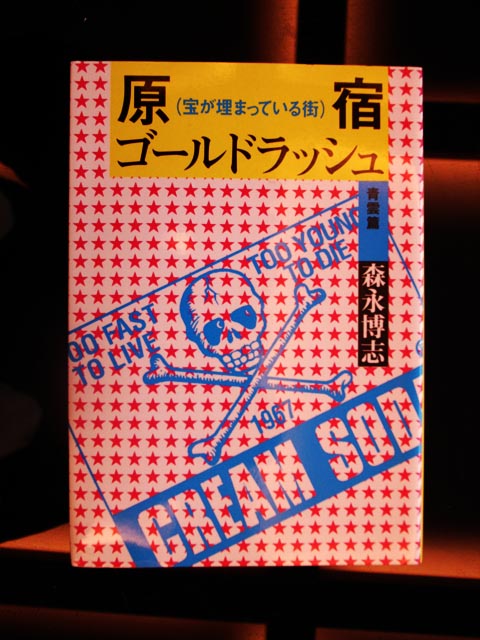 原（宝が埋まっている街）宿
ゴールドラッシュ
青雲篇
森永博志
TOO YOUNG
TO DIE
OO FAST
TO LIVE
1967
CREAM SOD